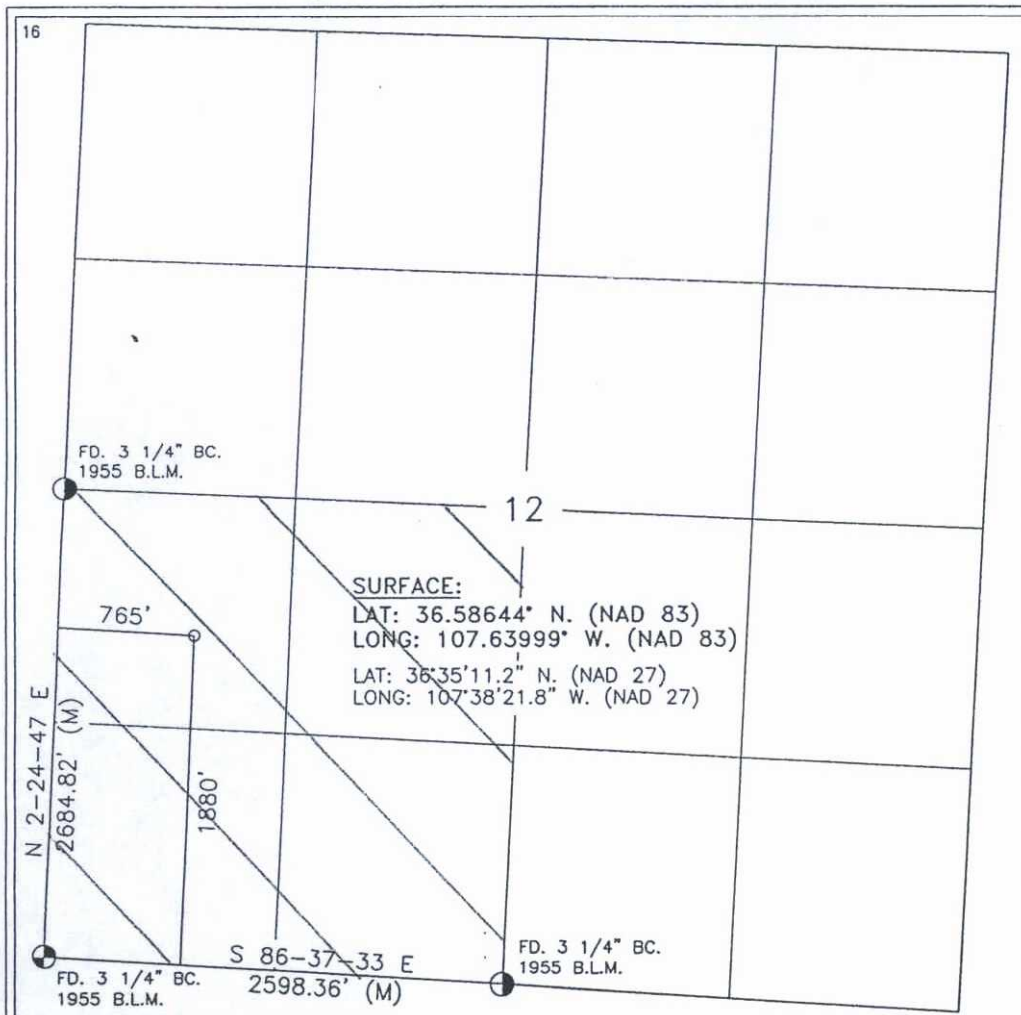 16
FD. 3 1/4" BC.
1955 B.L.M.
12
SURFACE:
LAT: 36.58644° N. (NAD 83)
LONG: 107.63999° W. (NAD 83)
LAT: 36°35'11.2" N. (NAD 27)
LONG: 107°38'21.8" W. (NAD 27)
765'
N 2-24-47 E
2684.82' (M)
1880'
S 86-37-33 E
2598.36' (M)
FD. 3 1/4" BC.
1955 B.L.M.
FD. 3 1/4" BC.
1955 B.L.M.